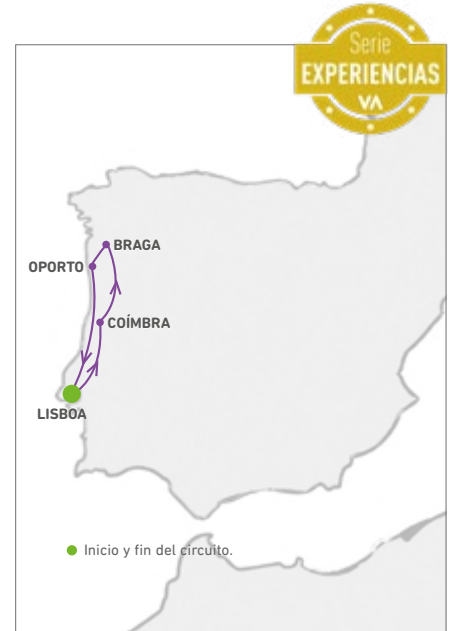 Serie
EXPERIENCIAS
VA
BRAGA
OPORTO
COÍMBRA
LISBOA
Inicio y fin del circuito.